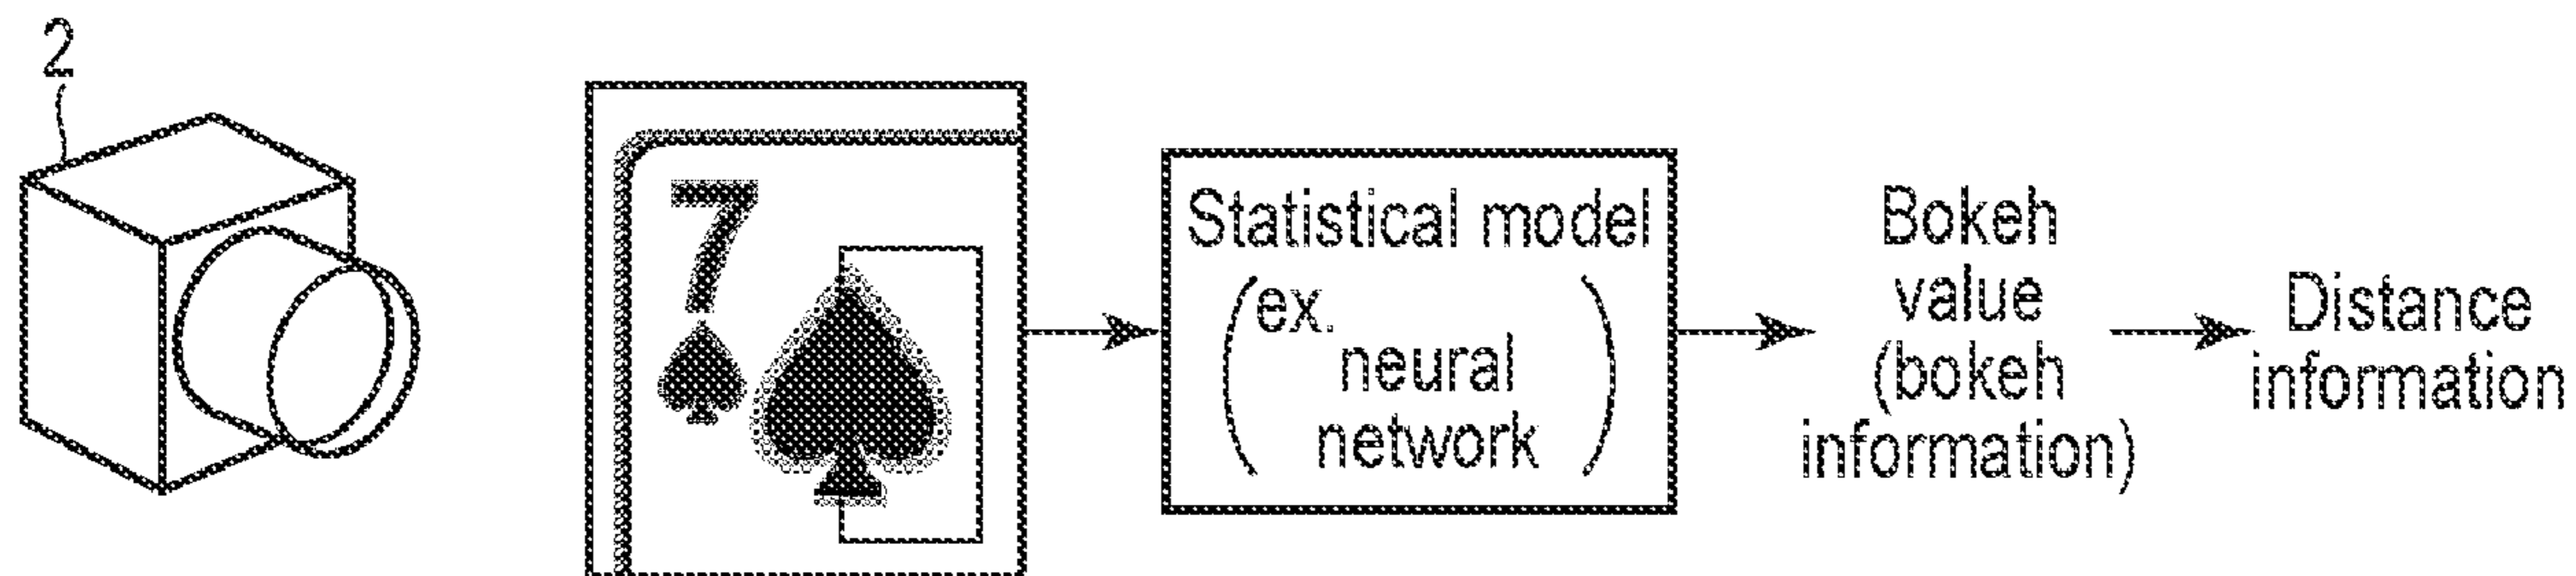 2
7
Statistical model
ex.
neural
network
Bokeh
value
(bokeh
information)
Distance
information